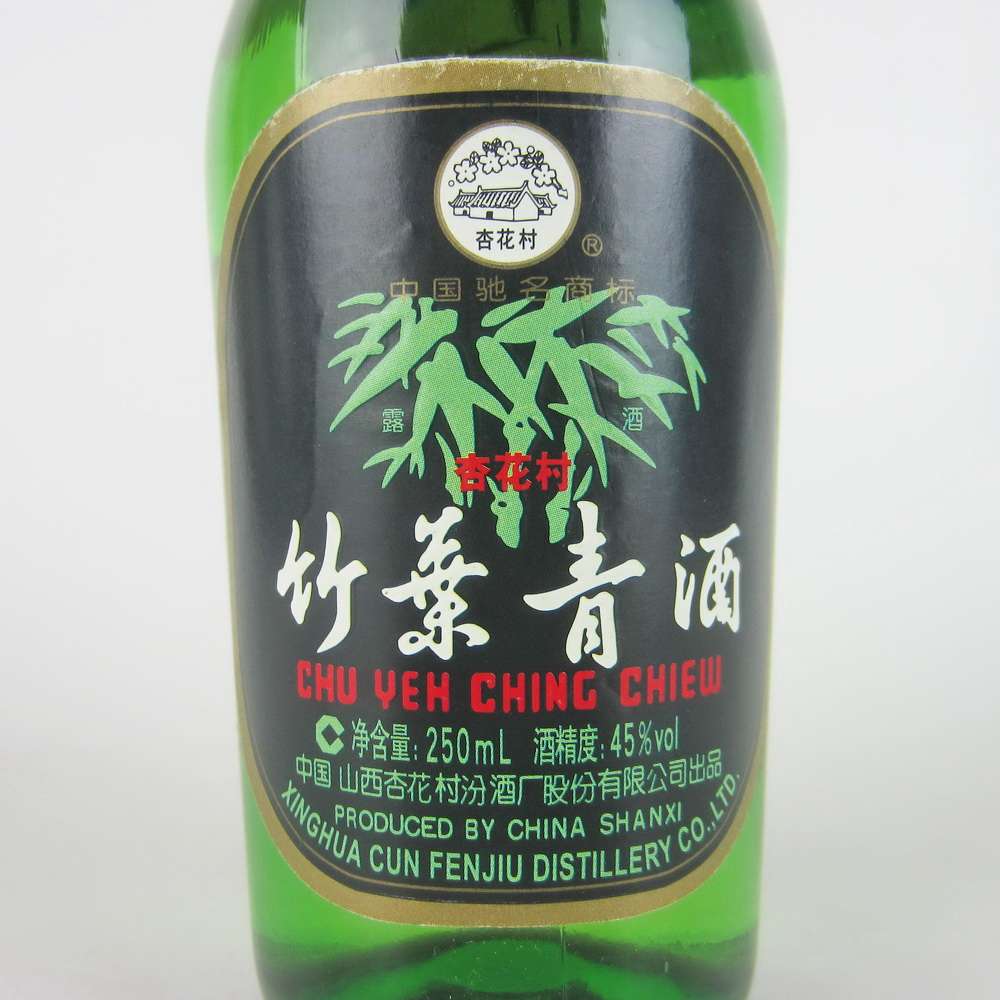 杏花村
®
中国驰名商标
露 酒
杏花村
竹葉青酒
CHU YEH CHING CHIEW
净含量:250mL 酒精度:45%vol
中国 山西杏花村汾酒厂股份有限公司出品
PRODUCED BY CHINA SHANXI
XINGHUA CUN FENJIU DISTILLERY CO.,LTD.